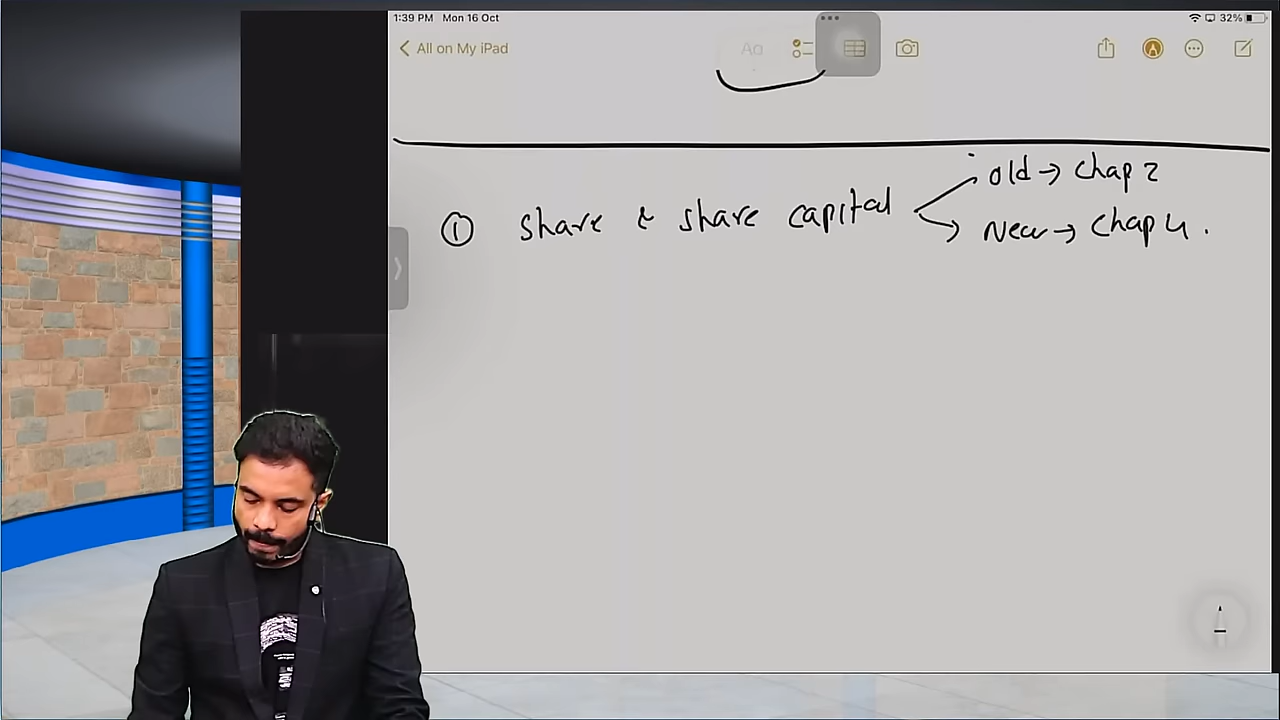 1:39 PM Mon 16 Oct
32%
All on My iPad
Aa
old → chap 2
① share & share capital
New → chap 4.